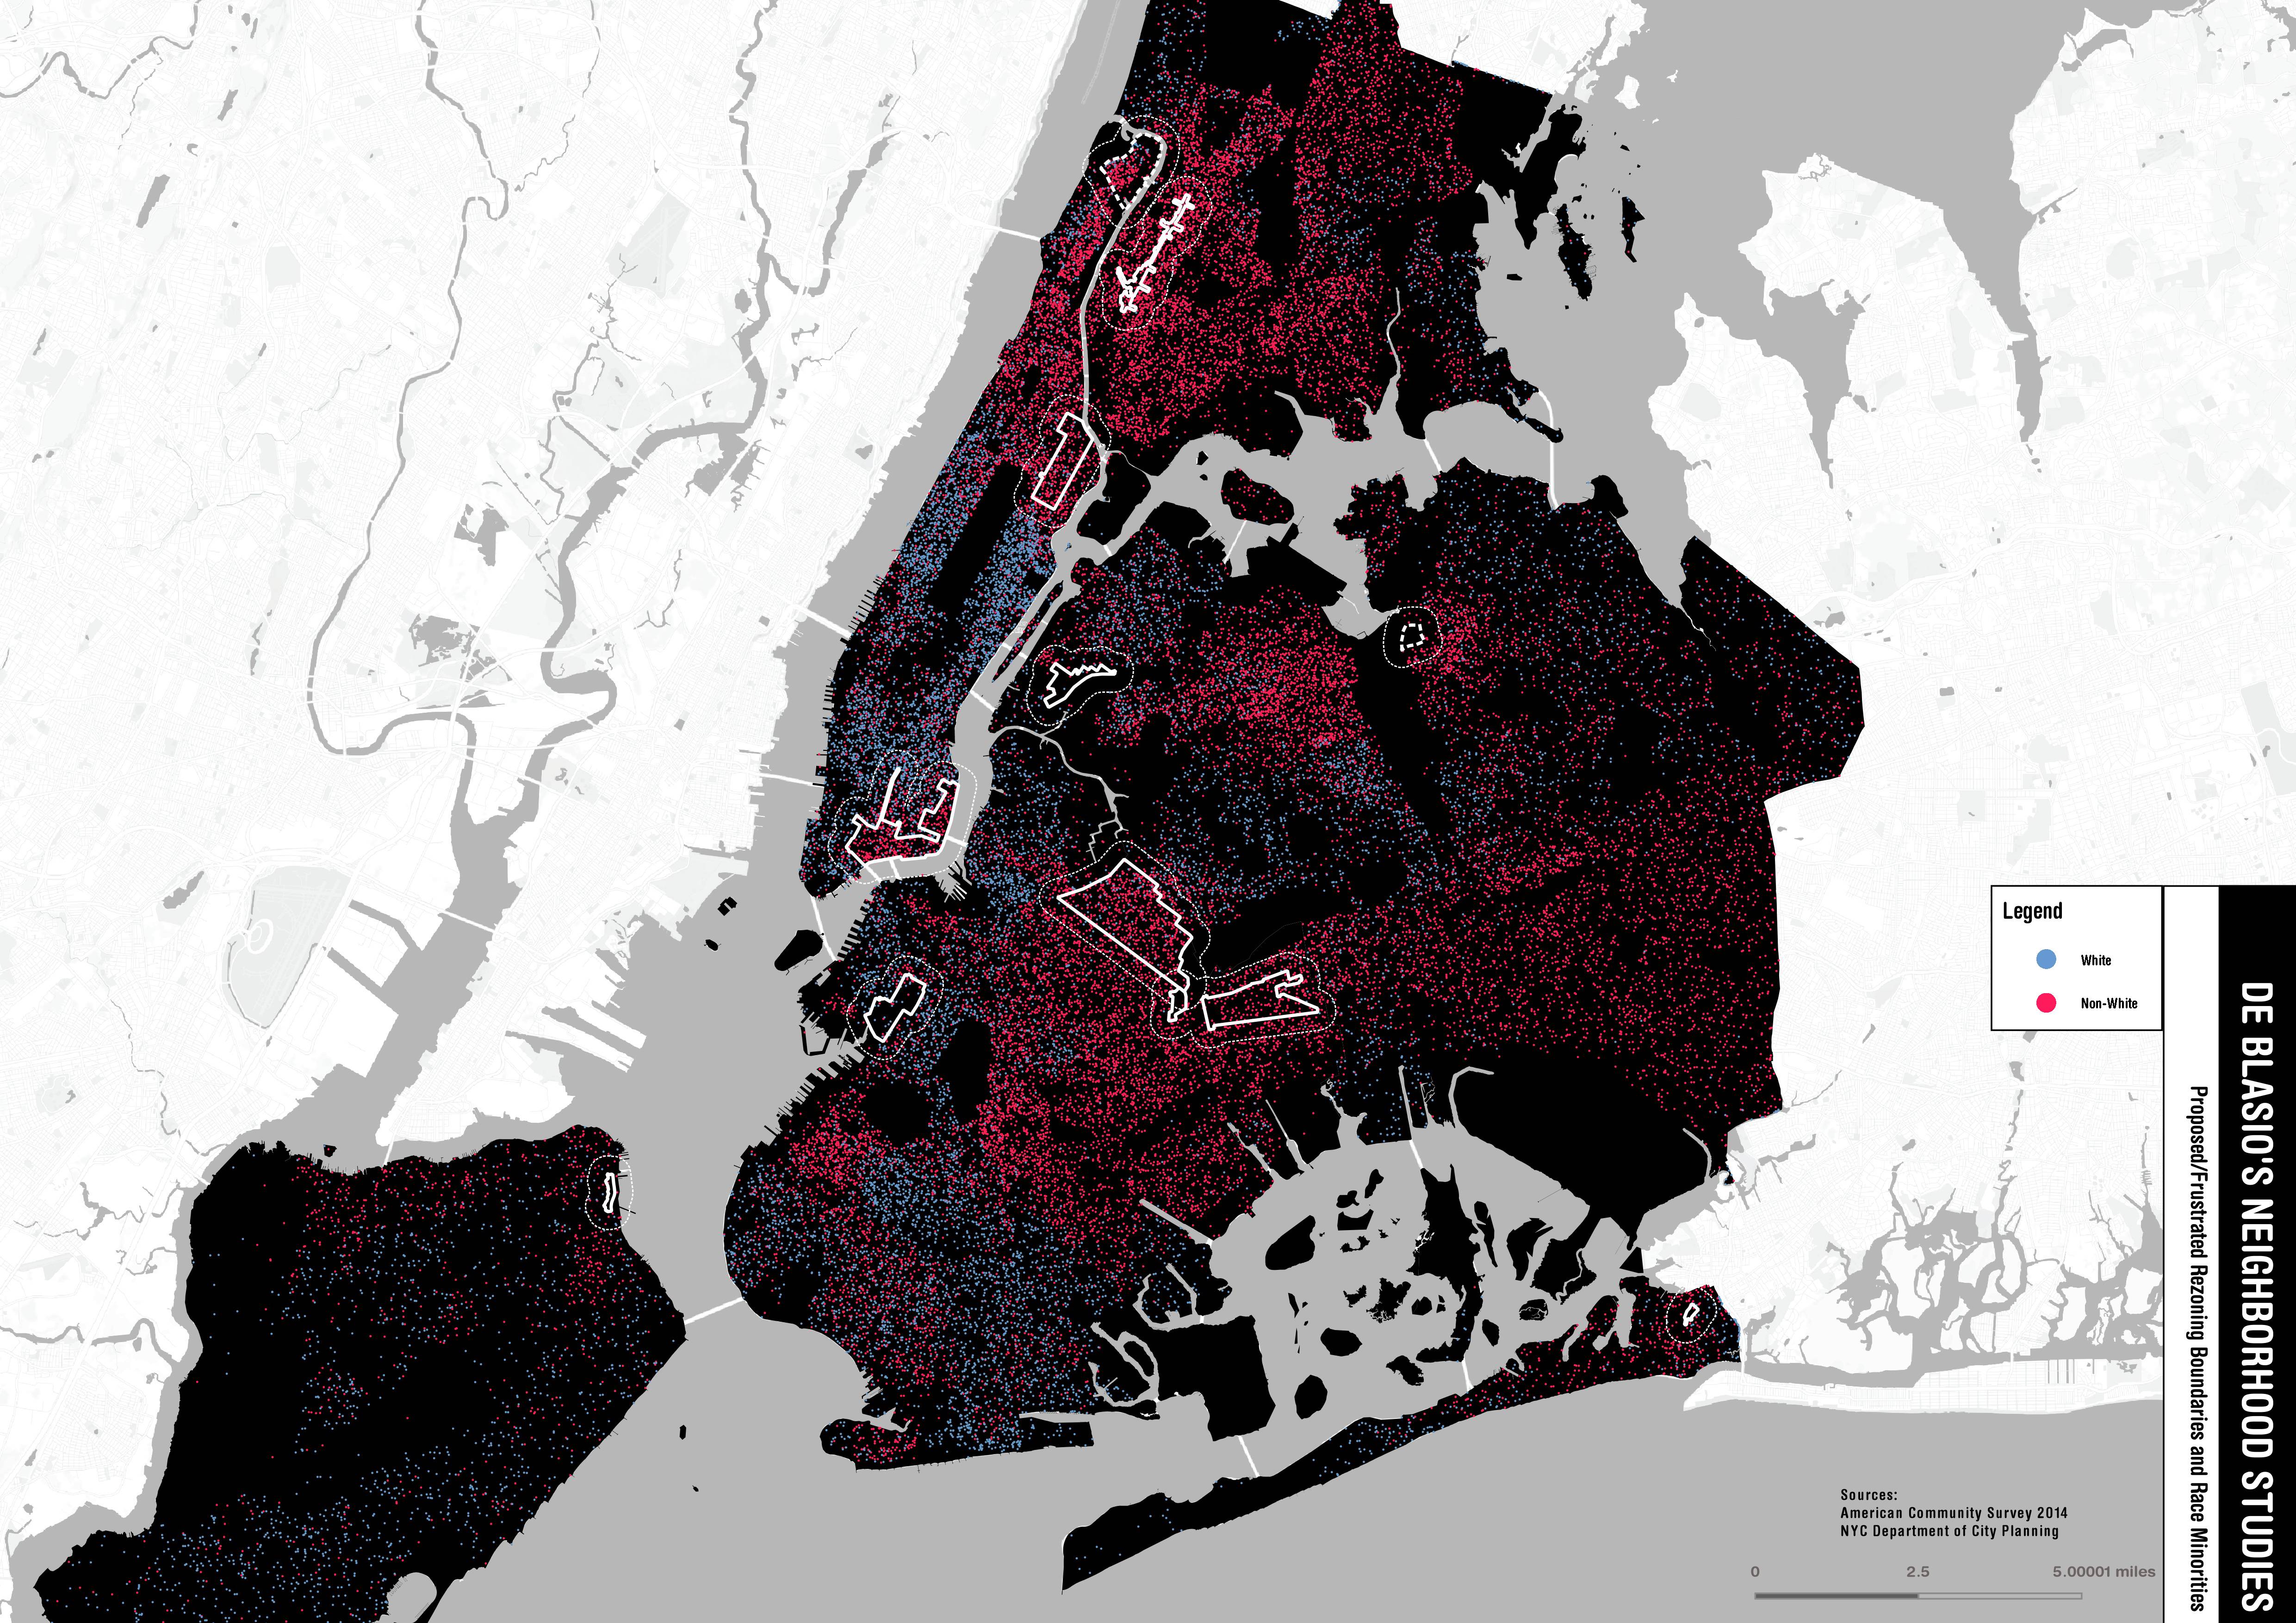 DE BLASIO'S NEIGHBORHOOD STUDIES
Proposed/Frustrated Rezoning Boundaries and Race Minorities
Legend
White
Non-White
Sources:
American Community Survey 2014
NYC Department of City Planning
0 2.5 5.00001 miles